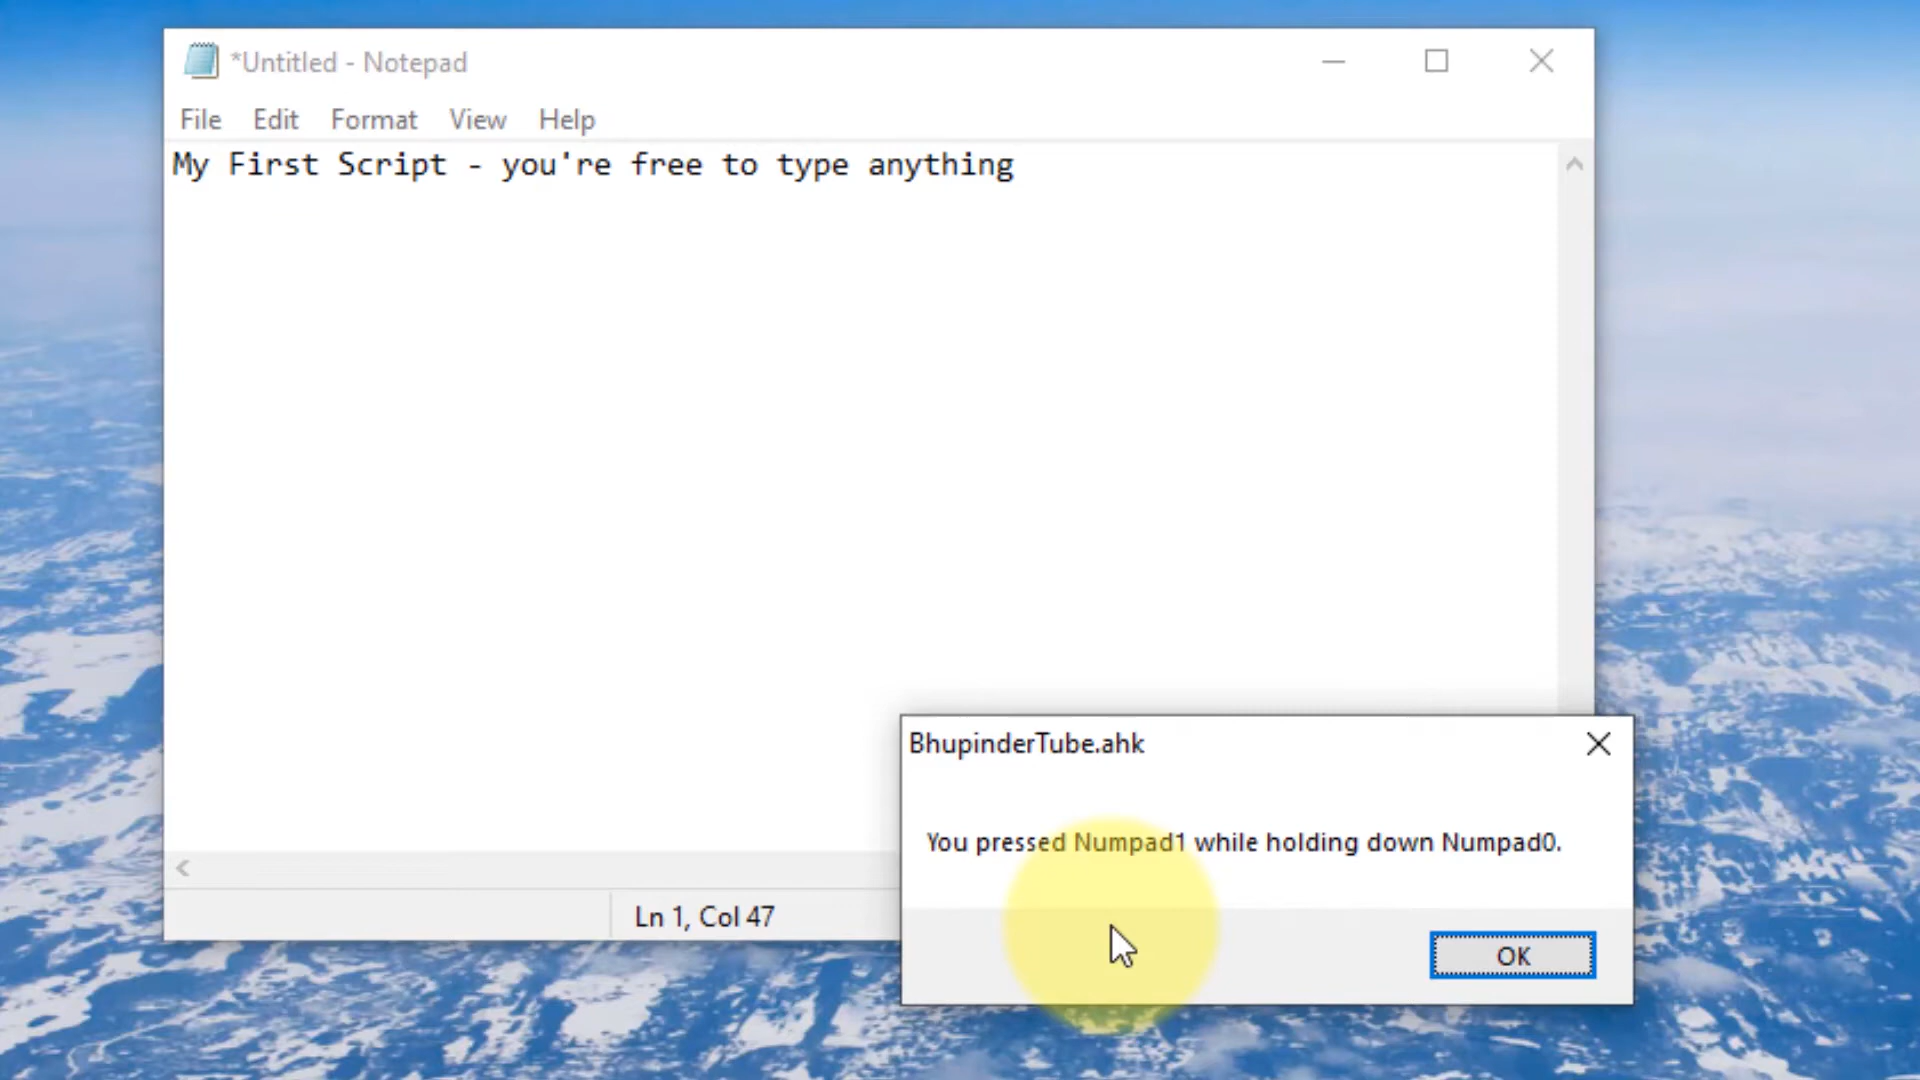 *Untitled - Notepad
File Edit Format View Help
My First Script - you're free to type anything
BhupinderTube.ahk
You pressed Numpad1 while holding down Numpad0.
OK
Ln 1, Col 47